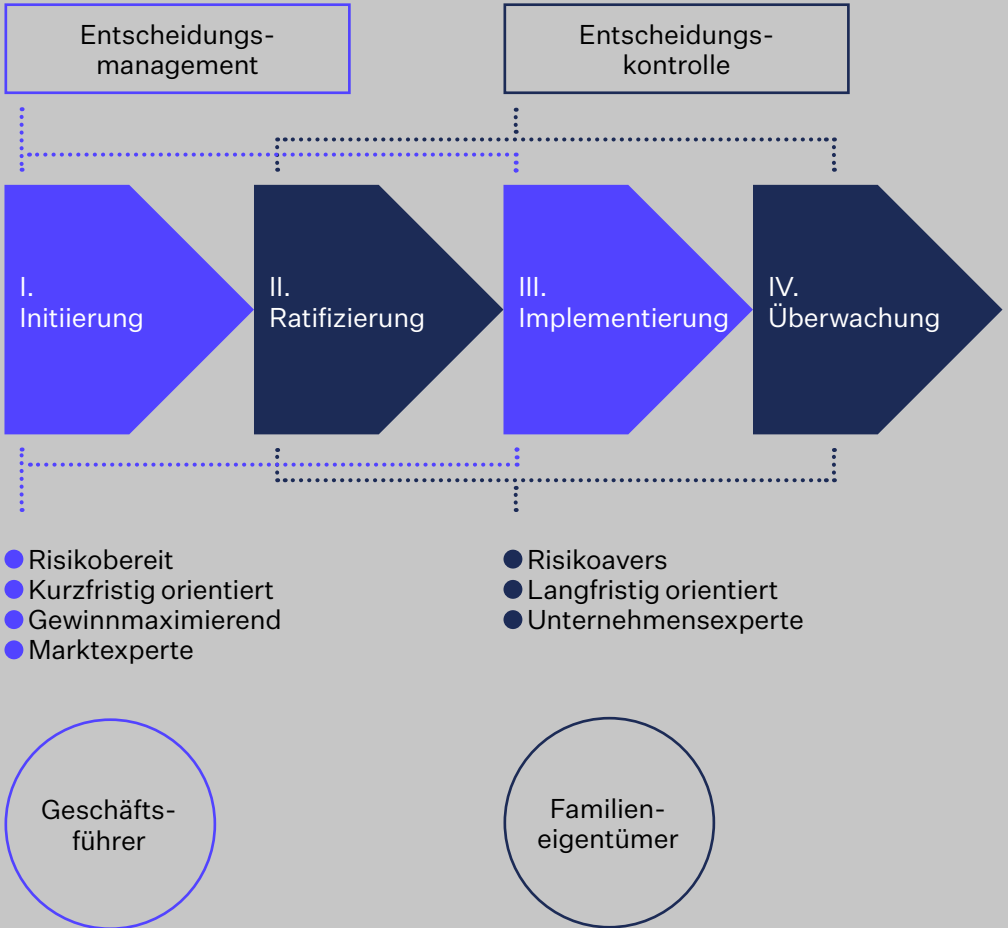 Entscheidungs-
management
Entscheidungs-
kontrolle
I.
Initiierung
II.
Ratifizierung
III.
Implementierung
IV.
Überwachung
Risikobereit
Kurzfristig orientiert
Gewinnmaximierend
Marktexperte
Risikoavers
Langfristig orientiert
Unternehmensexperte
Geschäfts-
führer
Familien-
eigentümer